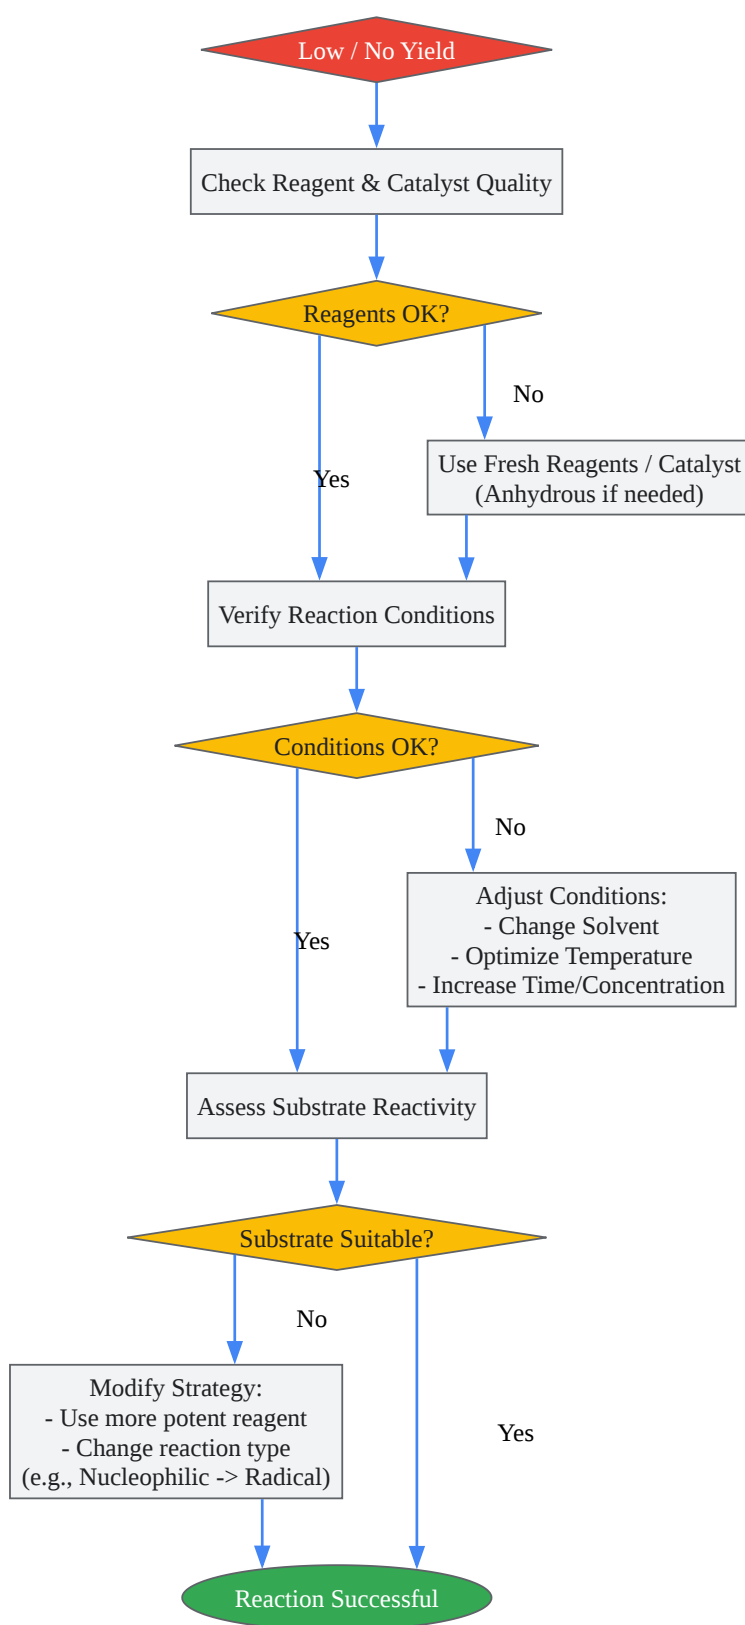 Low / No Yield
Check Reagent & Catalyst Quality
Reagents OK?
No
Yes
Use Fresh Reagents / Catalyst
(Anhydrous if needed)
Verify Reaction Conditions
Conditions OK?
No
Yes
Adjust Conditions:
- Change Solvent
- Optimize Temperature
- Increase Time/Concentration
Assess Substrate Reactivity
Substrate Suitable?
No
Yes
Modify Strategy:
- Use more potent reagent
- Change reaction type
(e.g., Nucleophilic -> Radical)
Reaction Successful